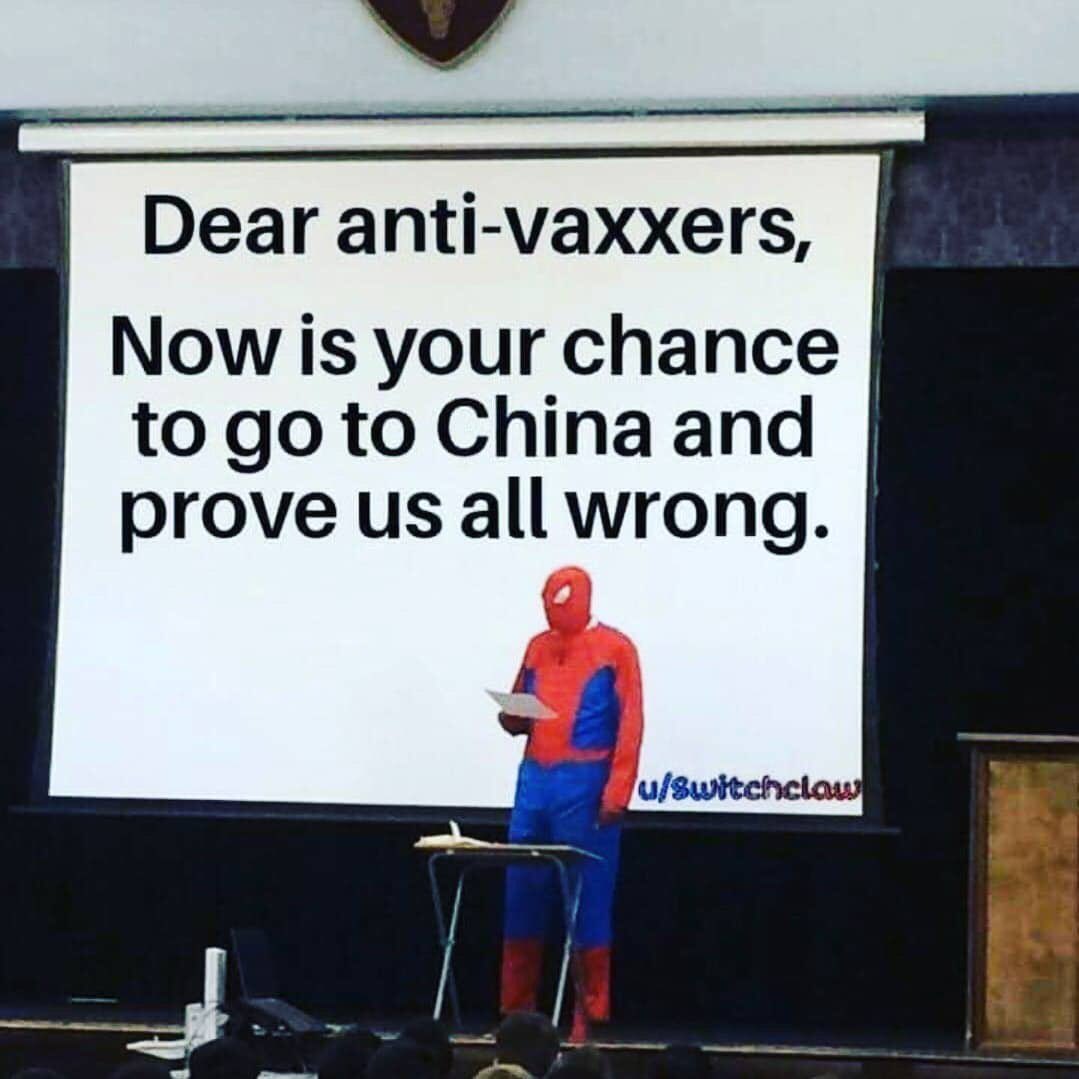 Dear anti-vaxxers,
Now is your chance
to go to China and
prove us all wrong.
u/Switchclaw